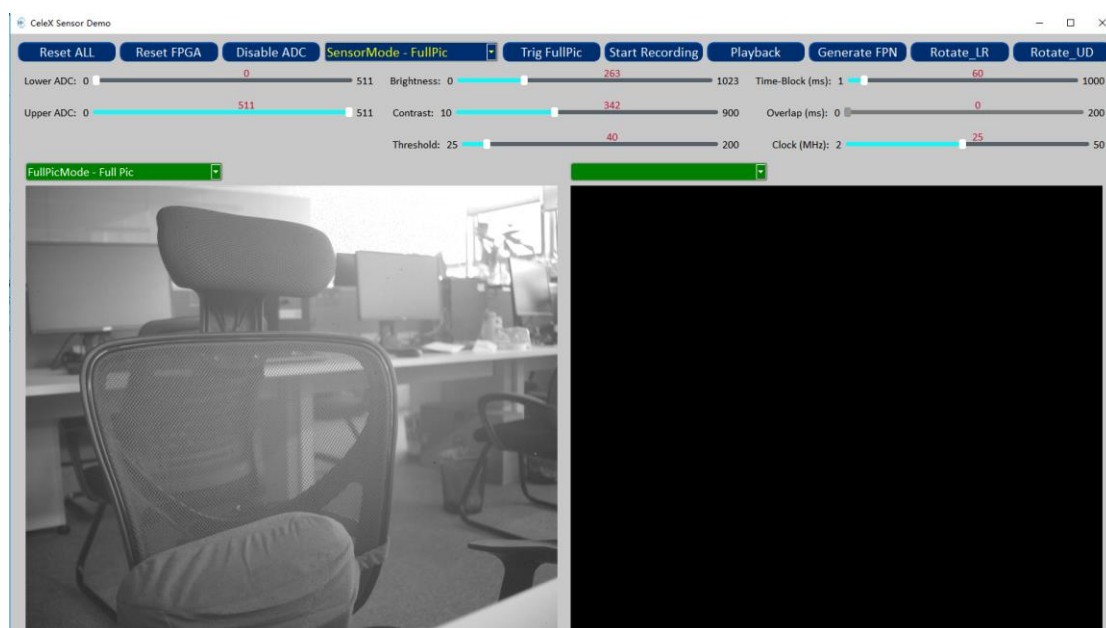 CeleX Sensor Demo
Reset ALL Reset FPGA Disable ADC SensorMode - FullPic Trig FullPic Start Recording Playback Generate FPN Rotate_LR Rotate_UD
Lower ADC: 0 0 511 Brightness: 0 263 1023 Time-Block (ms): 1 60 1000
Upper ADC: 0 511 511 Contrast: 10 342 900 Overlap (ms): 0 0 200
Threshold: 25 40 200 Clock (MHz): 2 25 50
FullPicMode - Full Pic